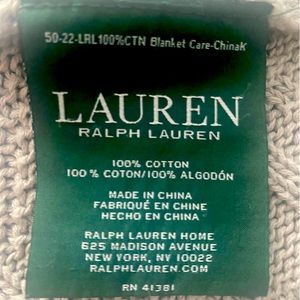 50-22-LRL100%CTN Blanket Care-ChinaK
LAUREN
RALPH LAUREN
100% COTTON
100 % COTON/100% ALGODÓN
MADE IN CHINA
FABRIQUÉ EN CHINE
HECHO EN CHINA
RALPH LAUREN HOME
625 MADISON AVENUE
NEW YORK, NY 10022
RALPHLAUREN.COM
RN 41381